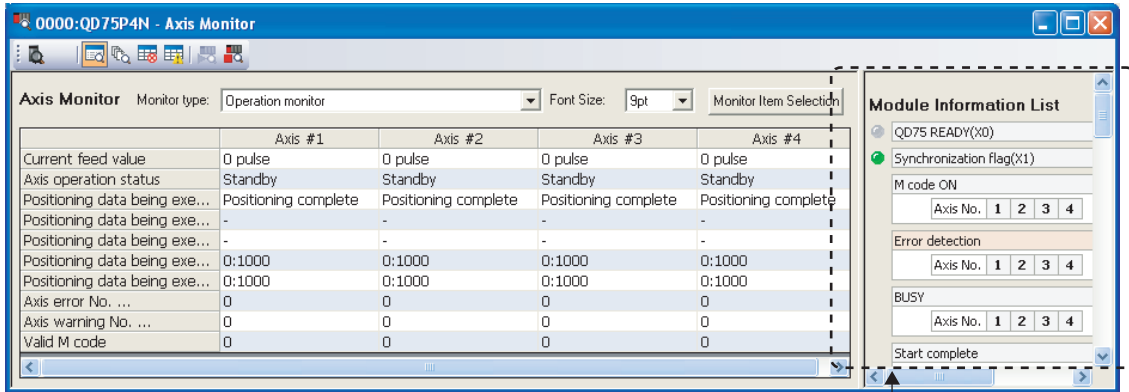 0000:QD75P4N - Axis Monitor
Axis Monitor Monitor type: Operation monitor Font Size: 9pt Monitor Item Selection
Axis #1 Axis #2 Axis #3 Axis #4
Current feed value 0 pulse 0 pulse 0 pulse 0 pulse
Axis operation status Standby Standby Standby Standby
Positioning data being exe... Positioning complete Positioning complete Positioning complete Positioning complete
Positioning data being exe... - - - -
Positioning data being exe... - - - -
Positioning data being exe... 0:1000 0:1000 0:1000 0:1000
Positioning data being exe... 0:1000 0:1000 0:1000 0:1000
Axis error No. ... 0 0 0 0
Axis warning No. ... 0 0 0 0
Valid M code 0 0 0 0
Module Information List
QD75 READY(X0)
Synchronization flag(X1)
M code ON
Axis No. 1 2 3 4
Error detection
Axis No. 1 2 3 4
BUSY
Axis No. 1 2 3 4
Start complete